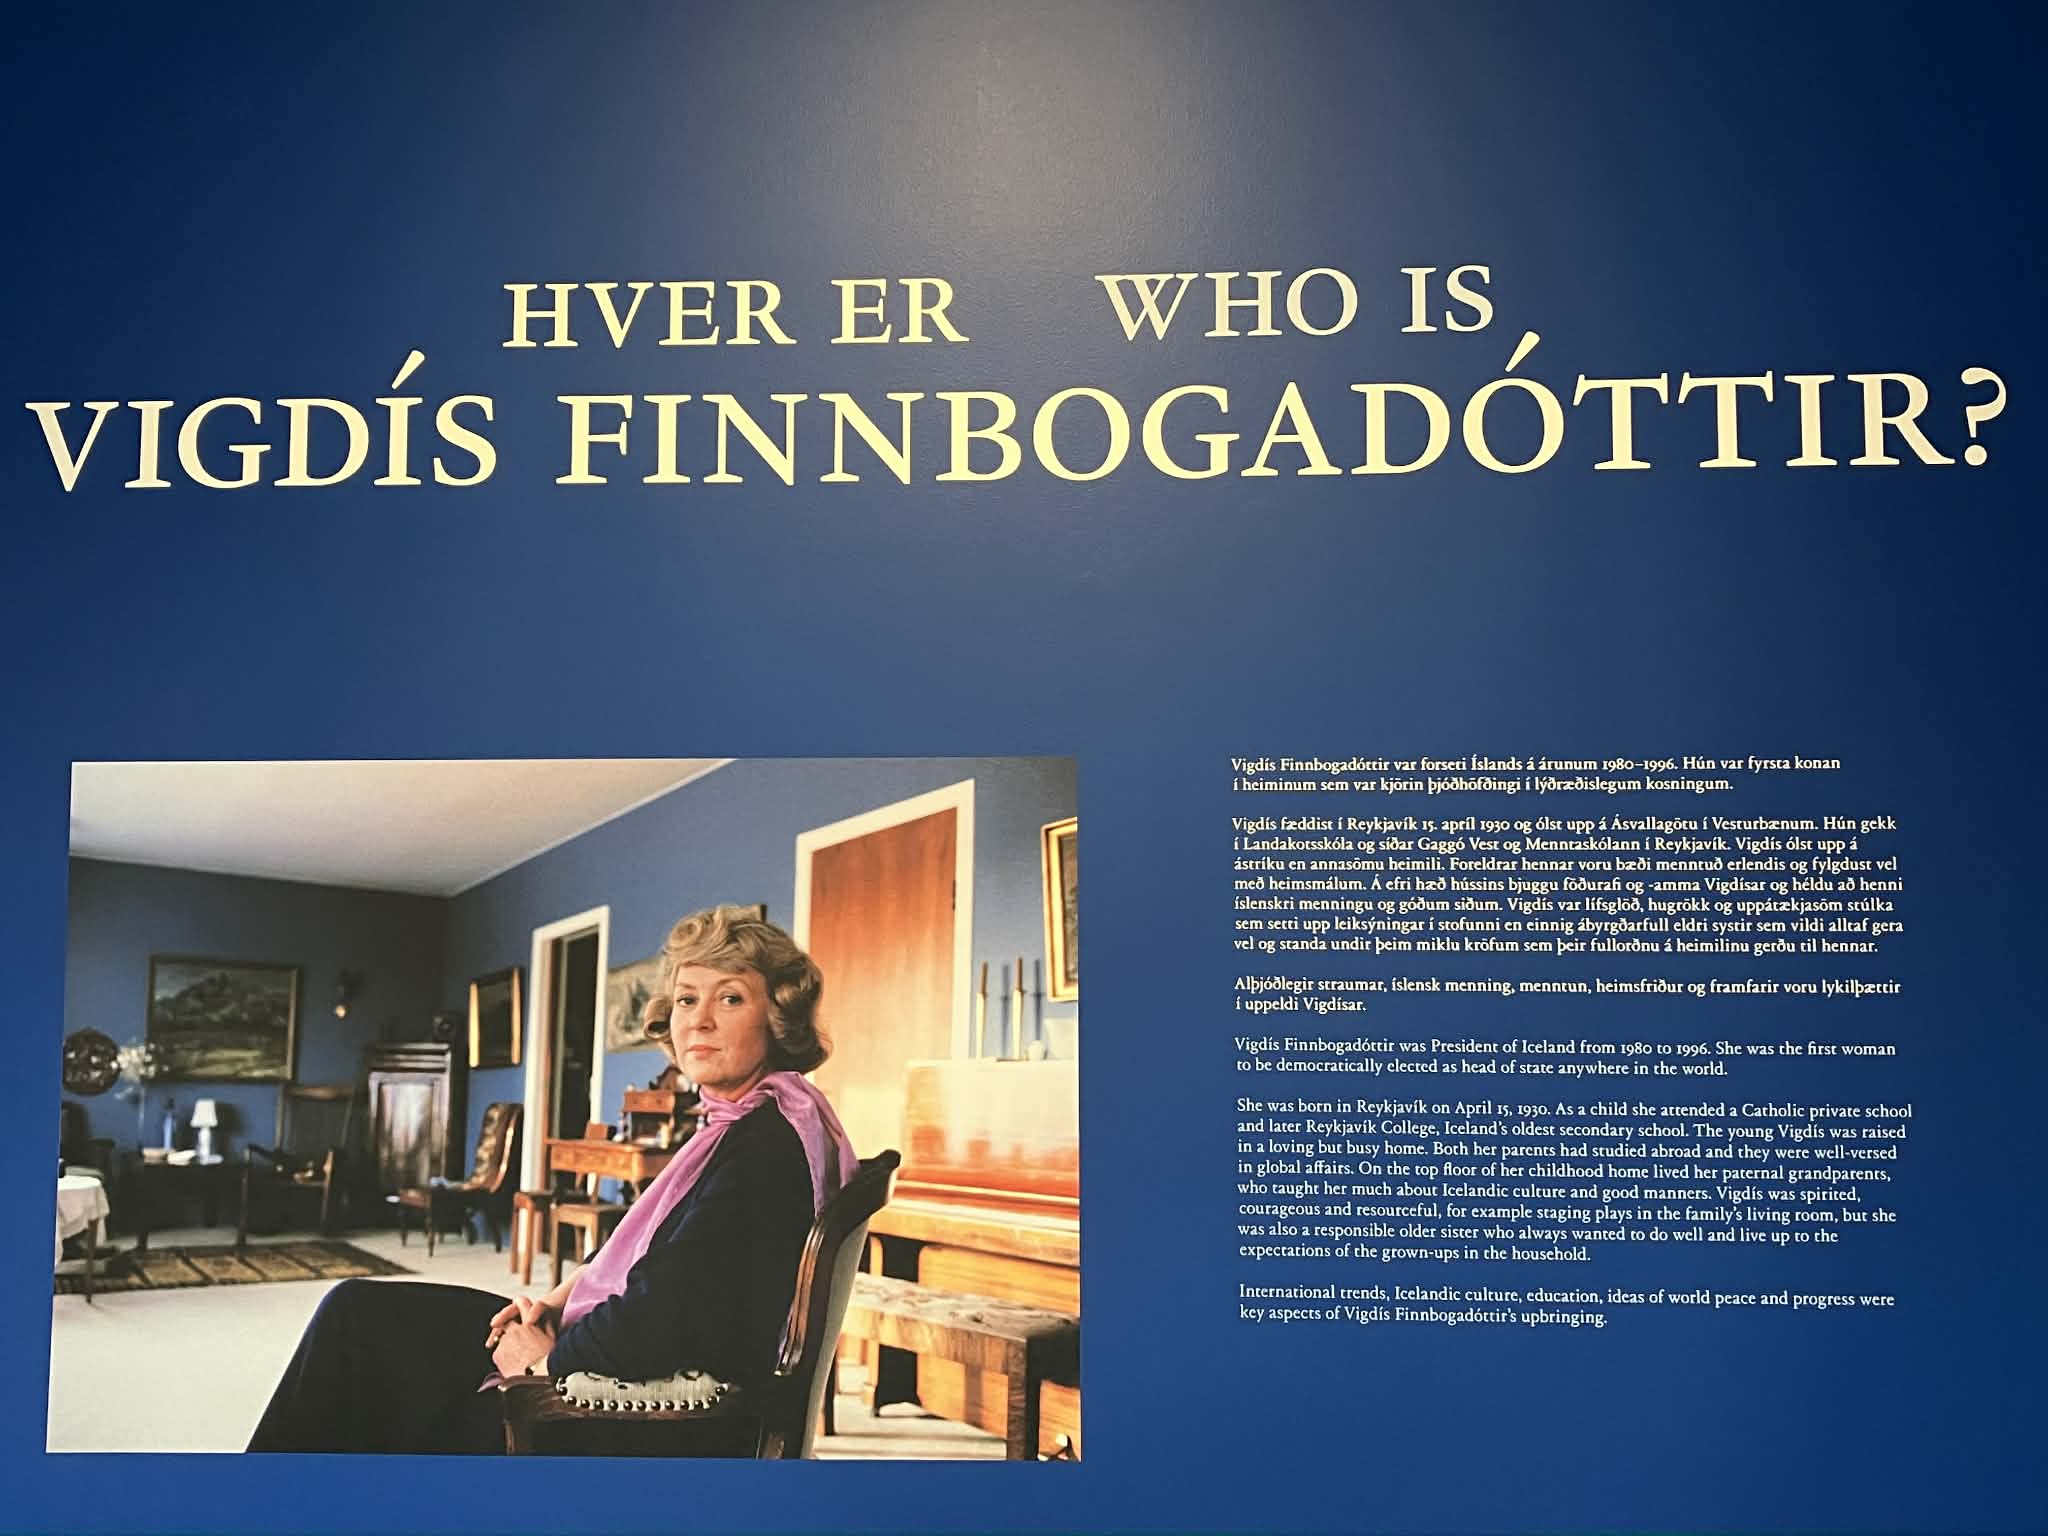 HVER ER WHO IS
VIGDÍS FINNBOGADÓTTIR?
Vigdís Finnbogadóttir var forseti Íslands á árunum 1980–1996. Hún var fyrsta konan
í heiminum sem var kjörin þjóðhöfðingi í lýðræðislegum kosningum.
Vigdís fæddist í Reykjavík 15. apríl 1930 og ólst upp á Ásvallagötu í Vesturbænum. Hún gekk
í Landakotsskóla og síðar Gaggó Vest og Menntaskólann í Reykjavík. Vigdís ólst upp á
ástríku en annasömu heimili. Foreldrar hennar voru bæði menntuð erlendis og fylgdust vel
með heimsmálum. Á efri hæð hússins bjuggu föðurafi og -amma Vigdísar og héldu að henni
íslenskri menningu og góðum siðum. Vigdís var lífsglöð, hugrökk og uppátækjasöm stúlka
sem setti upp leiksýningar í stofunni en einnig ábyrgðarfull eldri systir sem vildi alltaf gera
vel og standa undir þeim miklu kröfum sem þeir fullorðnu á heimilinu gerðu til hennar.
Alþjóðlegir straumar, íslensk menning, menntun, heimsfriður og framfarir voru lykilþættir
í uppeldi Vigdísar.
Vigdís Finnbogadóttir was President of Iceland from 1980 to 1996. She was the first woman
to be democratically elected as head of state anywhere in the world.
She was born in Reykjavík on April 15, 1930. As a child she attended a Catholic private school
and later Reykjavík College, Iceland's oldest secondary school. The young Vigdís was raised
in a loving but busy home. Both her parents had studied abroad and they were well-versed
in global affairs. On the top floor of her childhood home lived her paternal grandparents,
who taught her much about Icelandic culture and good manners. Vigdís was spirited,
courageous and resourceful, for example staging plays in the family's living room, but she
was also a responsible older sister who always wanted to do well and live up to the
expectations of the grown-ups in the household.
International trends, Icelandic culture, education, ideas of world peace and progress were
key aspects of Vigdís Finnbogadóttir's upbringing.